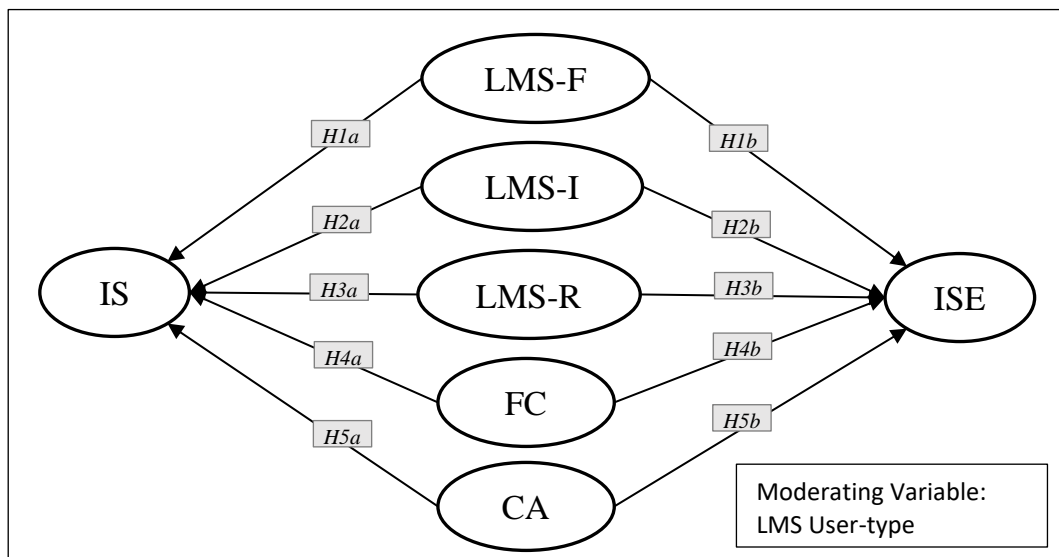 LMS-F
H1a
H1b
LMS-I
H2a
H2b
IS
H3a
LMS-R
H3b
ISE
H4a
H4b
FC
H5a
H5b
CA
Moderating Variable:
LMS User-type